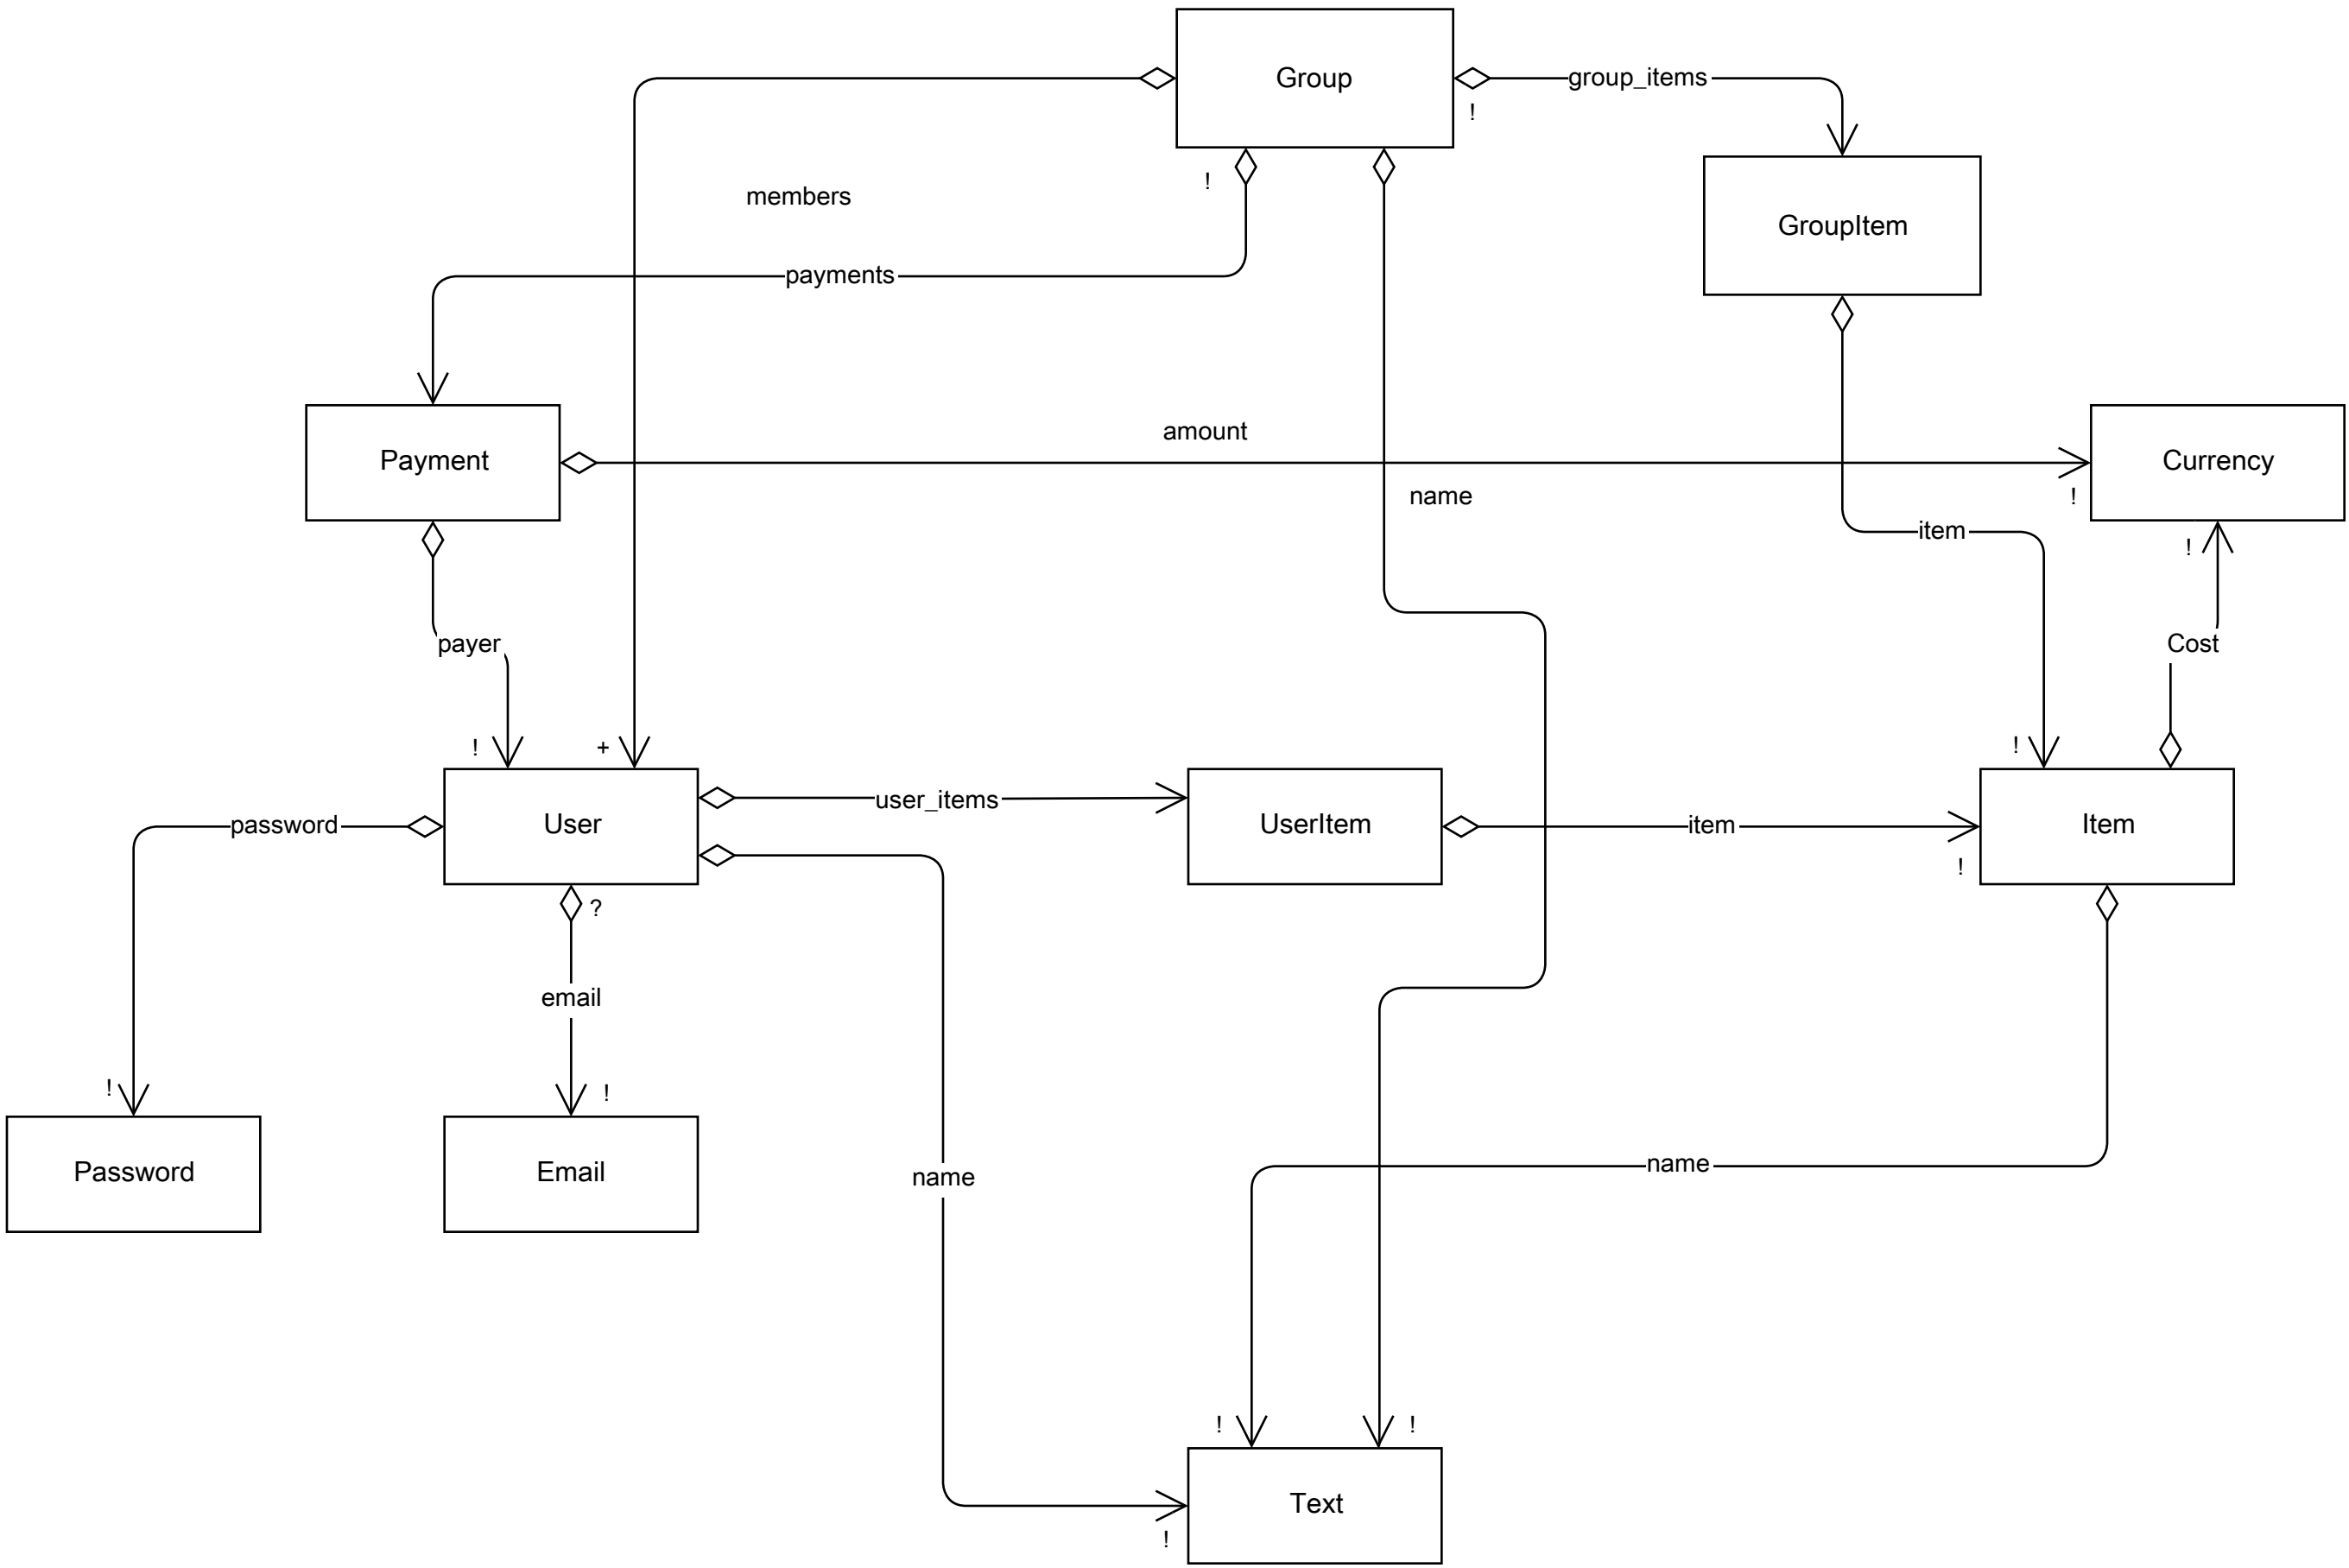 Group
group_items
!
!
members
GroupItem
payments
amount
Payment
Currency
!
name
item
!
payer
Cost
!
+
!
User
user_items
UserItem
item
Item
password
!
?
email
!
!
Password
Email
name
name
!
!
Text
!